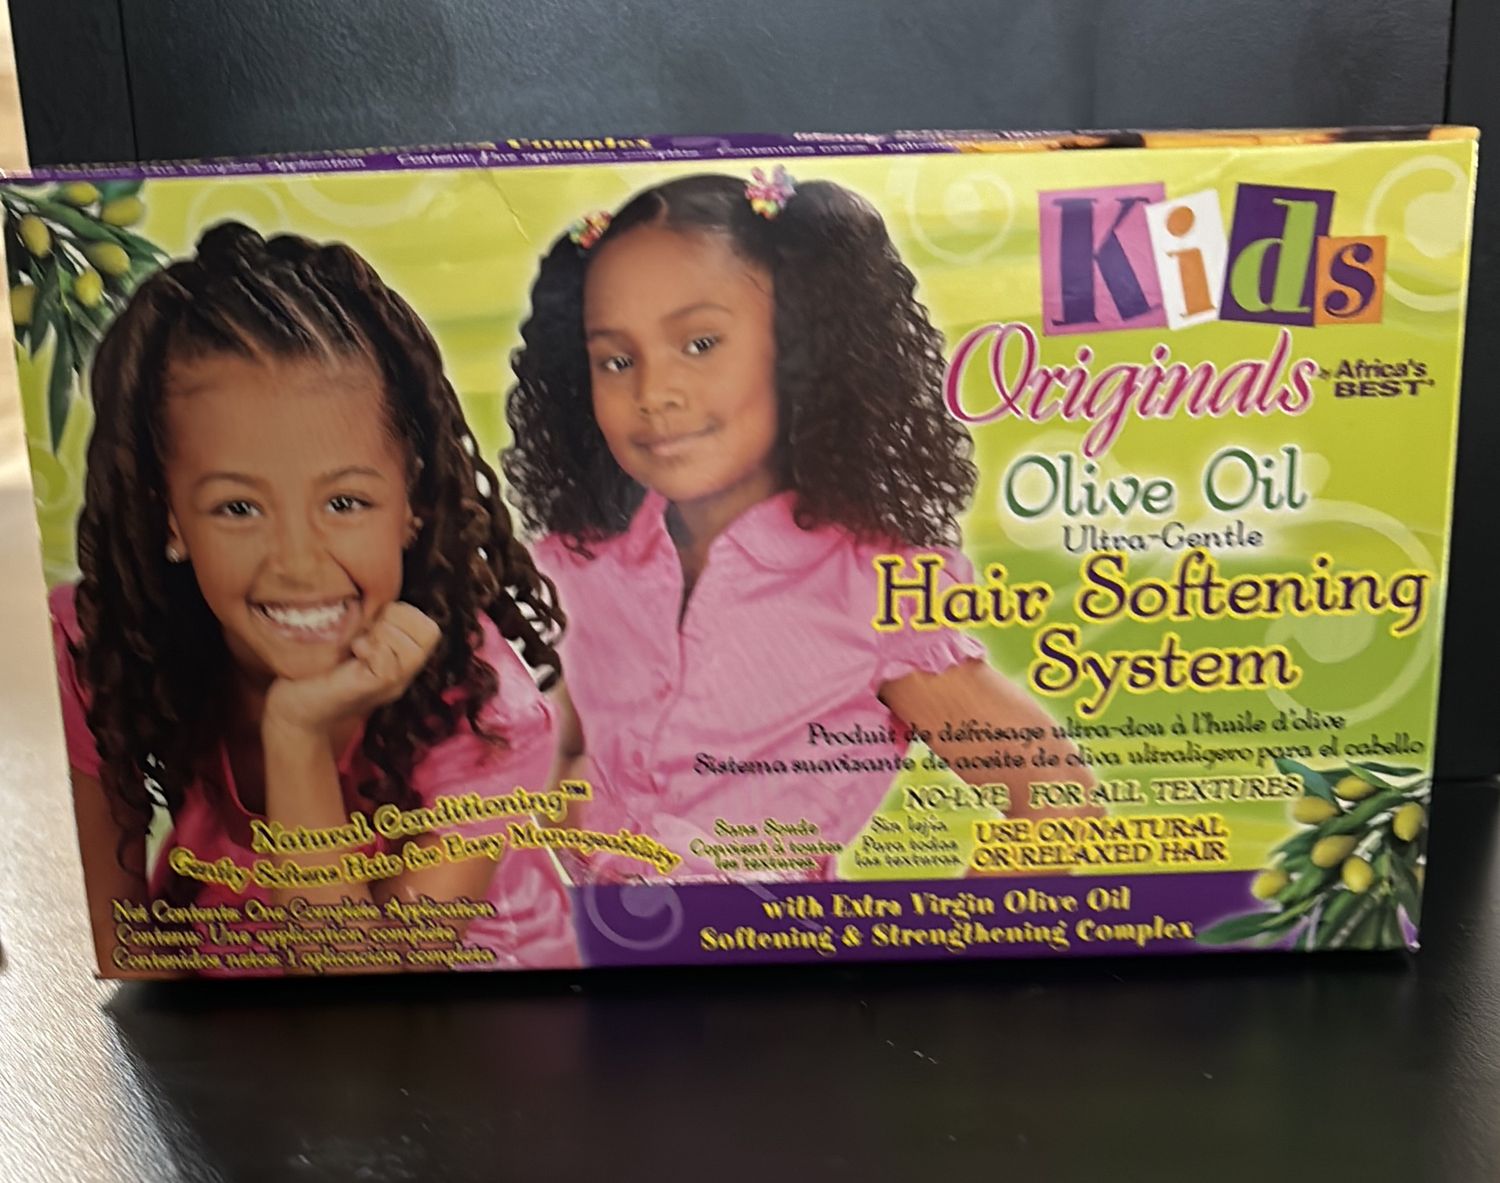 Kids
Originals by Africa's BEST
Olive Oil
Ultra-Gentle
Hair Softening
System
Produit de défrisage ultra-dou à l'huile d'olive
Sistema suavizante de aceite de oliva ultraligero para el cabello
NO-LYE FOR ALL TEXTURES
Sans Soude
Convient à toutes
les textures
Sin lejía
Para todas
las texturas
USE ON NATURAL
OR RELAXED HAIR
Natural Conditioning™
Gently Softens Hair for Easy Manageability
Net Contents: One Complete Application
Contenu: Une application complète
Contenidos netos: 1 aplicación completa
with Extra Virgin Olive Oil
Softening & Strengthening Complex